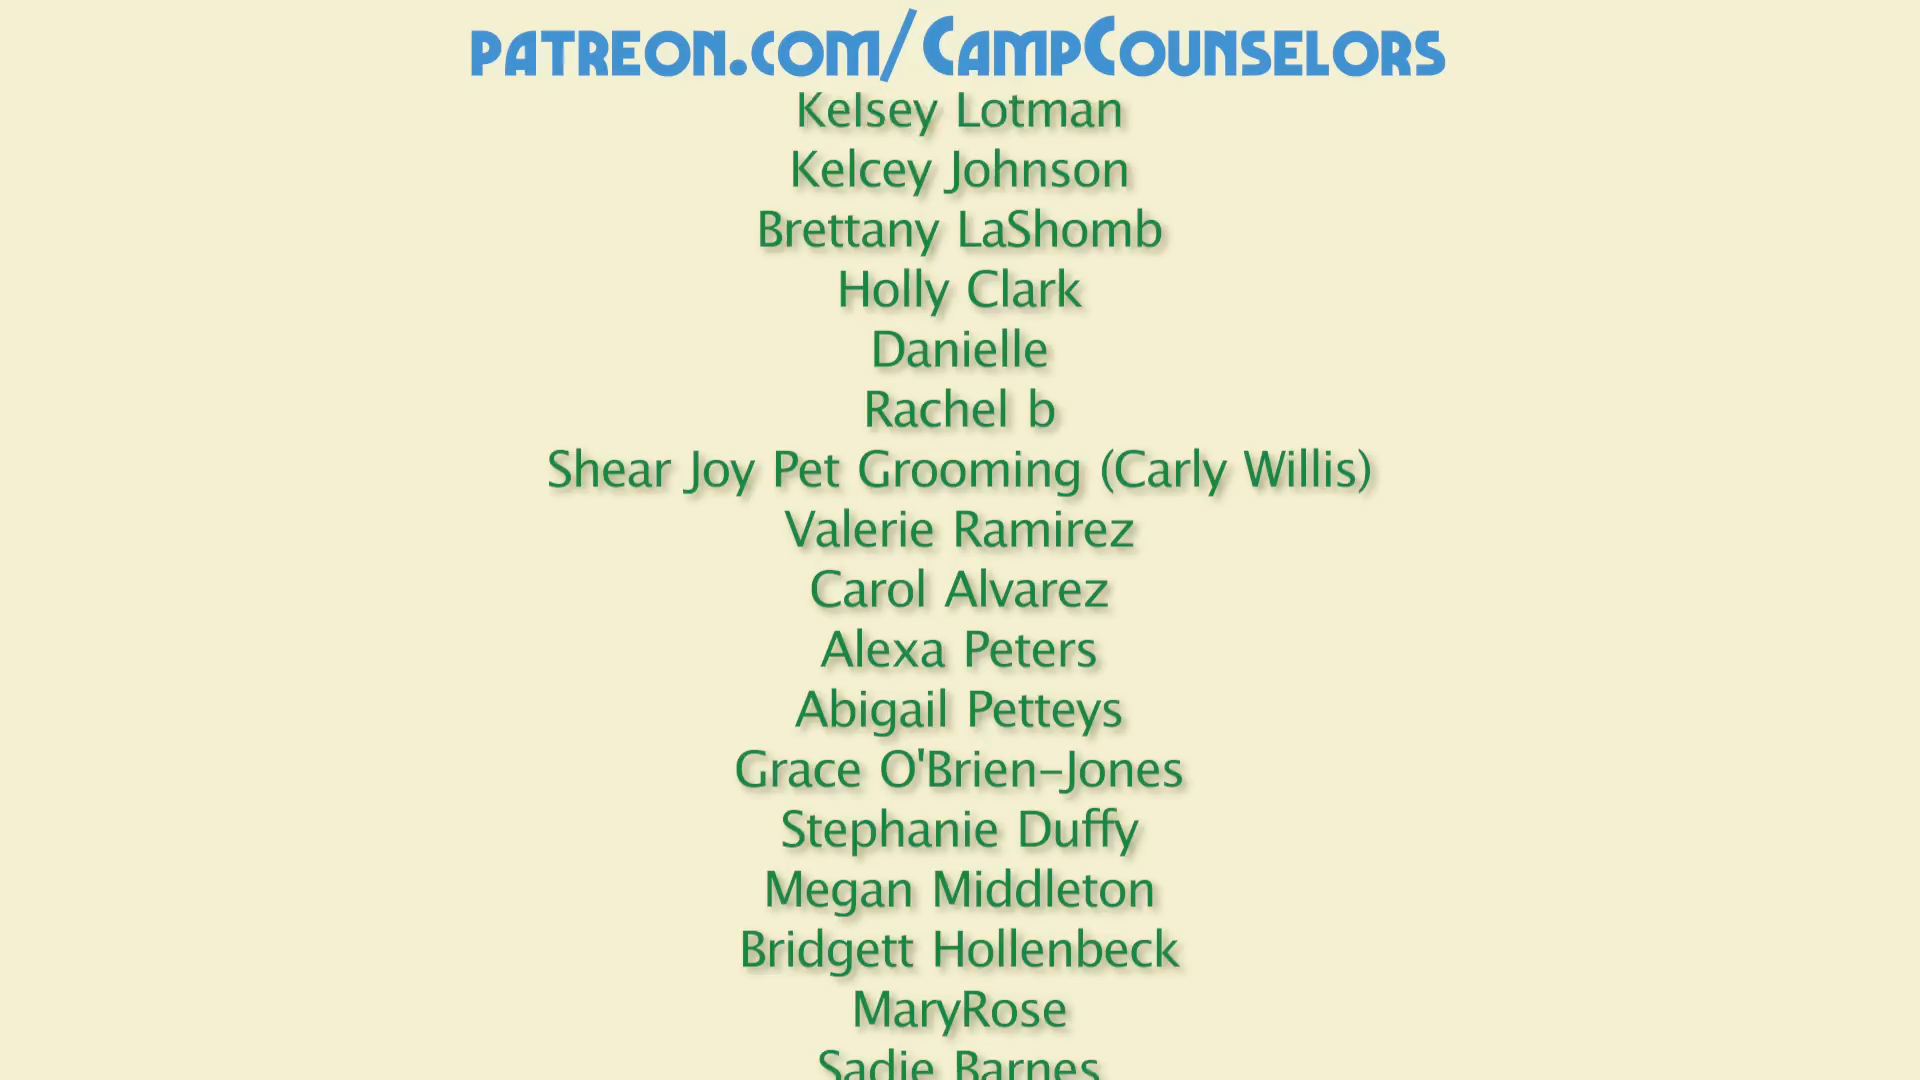 patreon.com/CampCounselors
Kelsey Lotman
Kelcey Johnson
Brettany LaShomb
Holly Clark
Danielle
Rachel b
Shear Joy Pet Grooming (Carly Willis)
Valerie Ramirez
Carol Alvarez
Alexa Peters
Abigail Petteys
Grace O'Brien-Jones
Stephanie Duffy
Megan Middleton
Bridgett Hollenbeck
MaryRose
Sadie Barnes